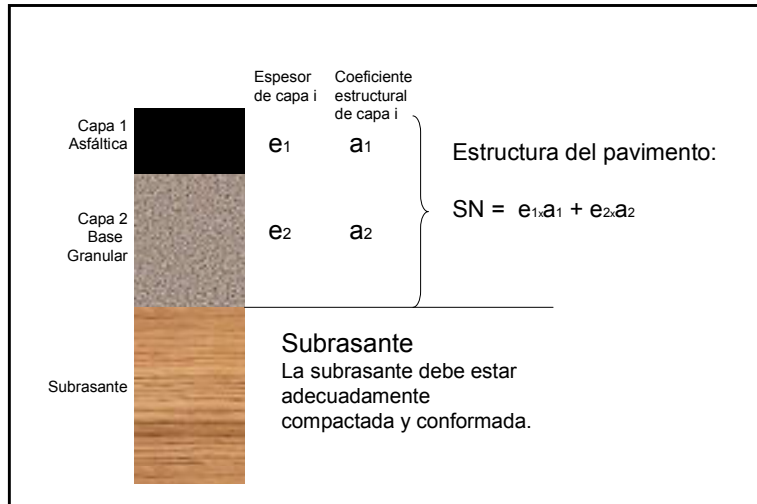 Espesor
de capa i
Coeficiente
estructural
de capa i
Capa 1
Asfáltica
e1
a1
Estructura del pavimento:
SN = e1xa1 + e2xa2
Capa 2
Base
Granular
e2
a2
Subrasante
Subrasante
La subrasante debe estar
adecuadamente
compactada y conformada.